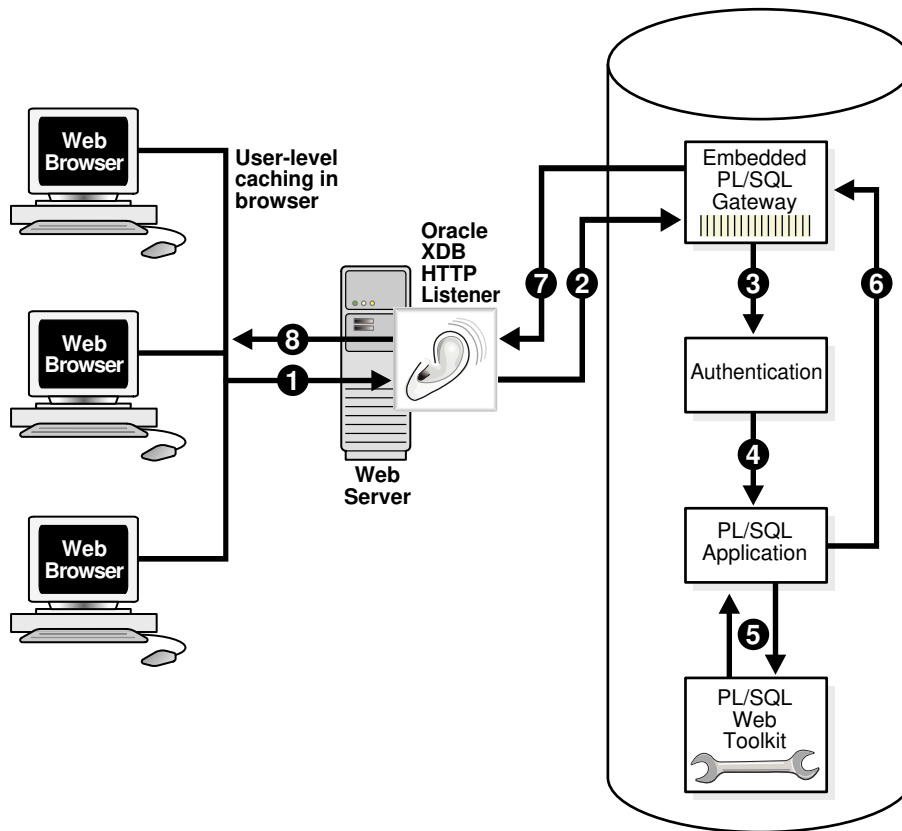 Web
Browser
User-level
caching in
browser
Web
Browser
Web
Browser
8
1
Oracle
XDB
HTTP
Listener
Web
Server
7
2
Embedded
PL/SQL
Gateway
3
6
Authentication
4
PL/SQL
Application
5
PL/SQL
Web
Toolkit